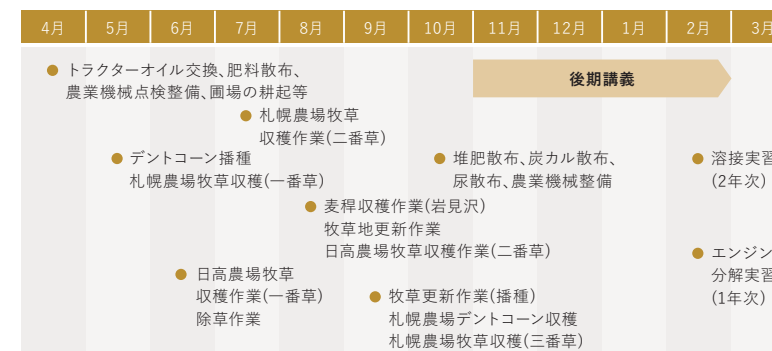 4月 5月 6月 7月 8月 9月 10月 11月 12月 1月 2月 3月
トラクターオイル交換、肥料散布、
農業機械点検整備、圃場の耕起等
後期講義
札幌農場牧草
収穫作業(二番草)
デントコーン播種
札幌農場牧草収穫(一番草)
堆肥散布、炭カル散布、
尿散布、農業機械整備
溶接実習
(2年次)
麦稈収穫作業(岩見沢)
牧草地更新作業
日高農場牧草収穫作業(二番草)
日高農場牧草
収穫作業(一番草)
除草作業
エンジン
分解実習
(1年次)
牧草更新作業(播種)
札幌農場デントコーン収穫
札幌農場牧草収穫(三番草)